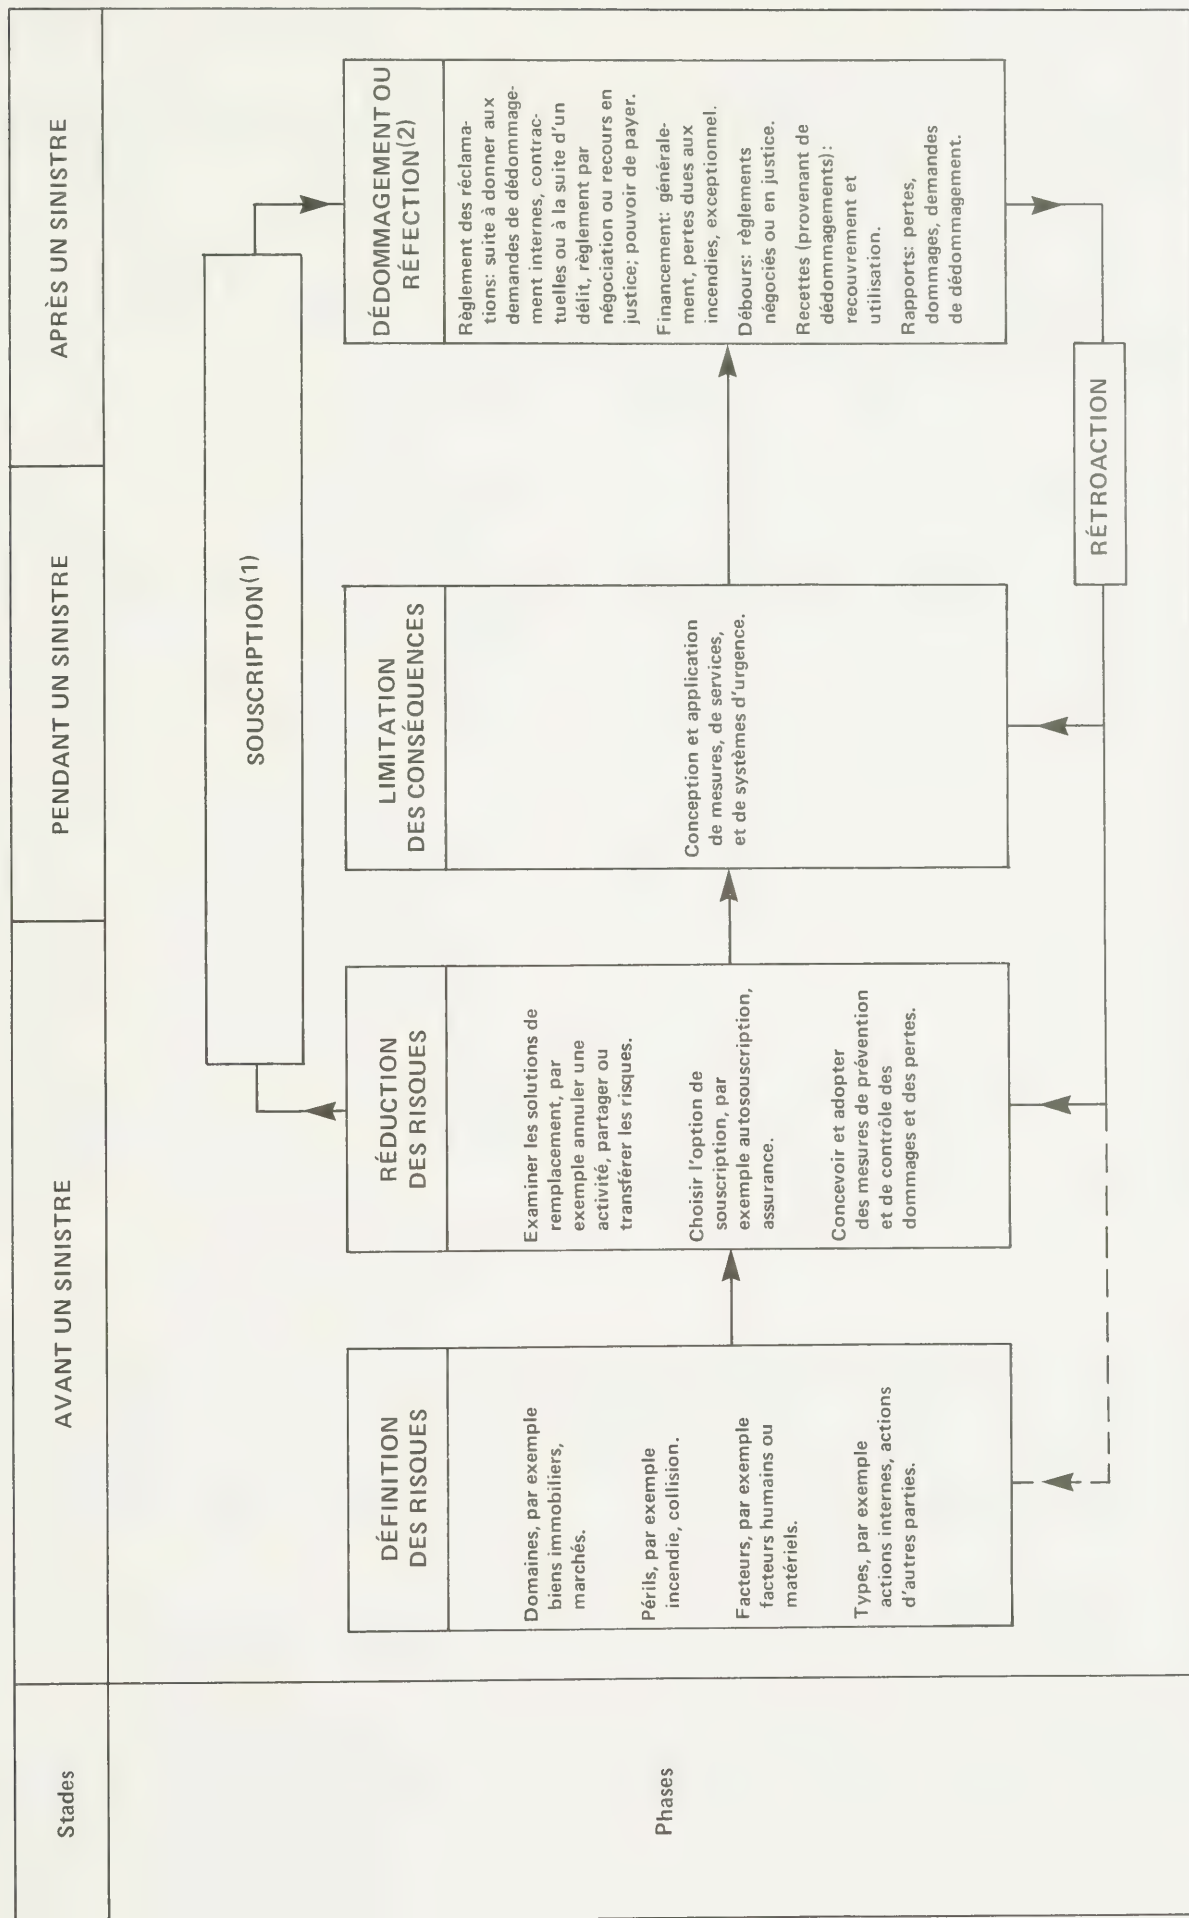 Stades
AVANT UN SINISTRE
PENDANT UN SINISTRE
APRÈS UN SINISTRE
Phases
SOUSCRIPTION(1)
DÉFINITION
DES RISQUES
Domaines, par exemple
biens immobiliers,
marchés.
Périls, par exemple
incendie, collision.
Facteurs, par exemple
facteurs humains ou
matériels.
Types, par exemple
actions internes, actions
d'autres parties.
RÉDUCTION
DES RISQUES
Examiner les solutions de
remplacement, par
exemple annuler une
activité, partager ou
transférer les risques.
Choisir l'option de
souscription, par
exemple autosouscription,
assurance.
Concevoir et adopter
des mesures de prévention
et de contrôle des
dommages et des pertes.
LIMITATION
DES CONSÉQUENCES
Conception et application
de mesures, de services,
et de systèmes d'urgence.
DÉDOMMAGEMENT OU
RÉFECTION(2)
Règlement des réclama-
tions: suite à donner aux
demandes de dédommage-
ment internes, contrac-
tuelles ou à la suite d'un
délit, règlement par
négociation ou recours en
justice; pouvoir de payer.
Financement: générale-
ment, pertes dues aux
incendies, exceptionnel.
Débours: règlements
négociés ou en justice.
Recettes (provenant de
dédommagements):
recouvrement et
utilisation.
Rapports: pertes,
dommages, demandes
de dédommagement.
RÉTROACTION